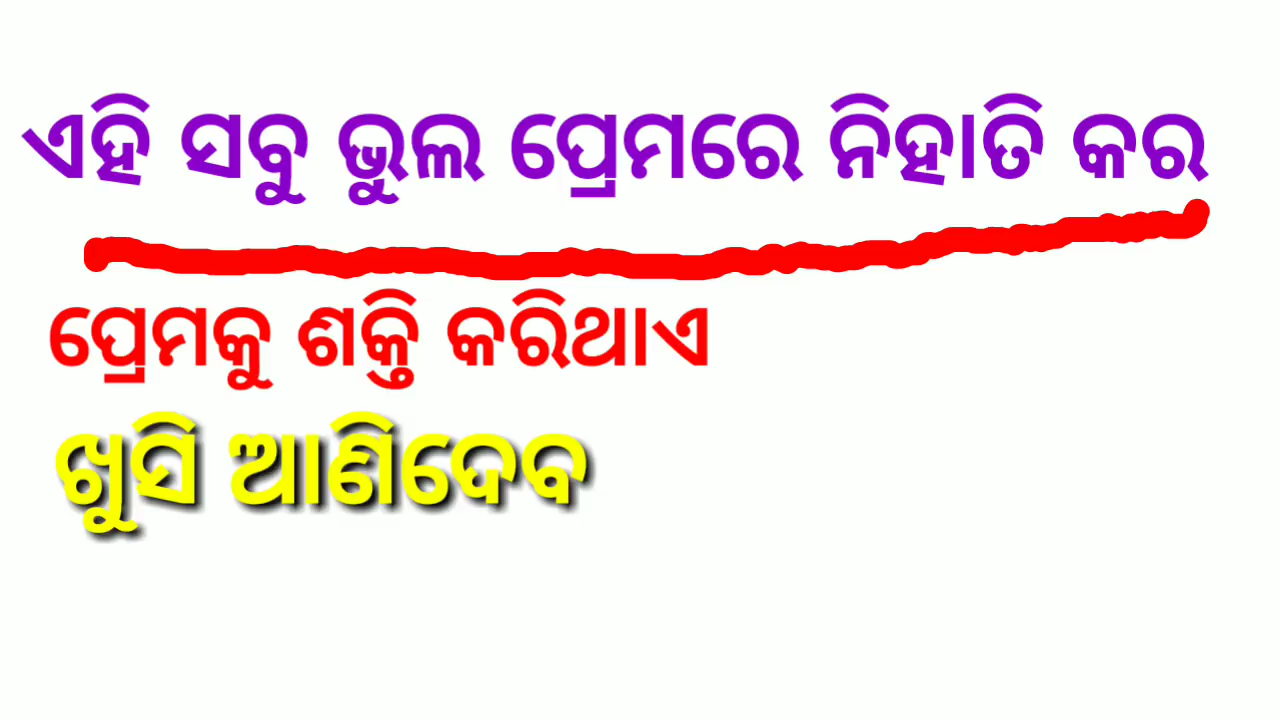 ଏହି ସବୁ ଭୁଲ ପ୍ରେମରେ ନିହାତି କର
ପ୍ରେମକୁ ଶକ୍ତି କରିଥାଏ
ଖୁସି ଆଣିଦେବ